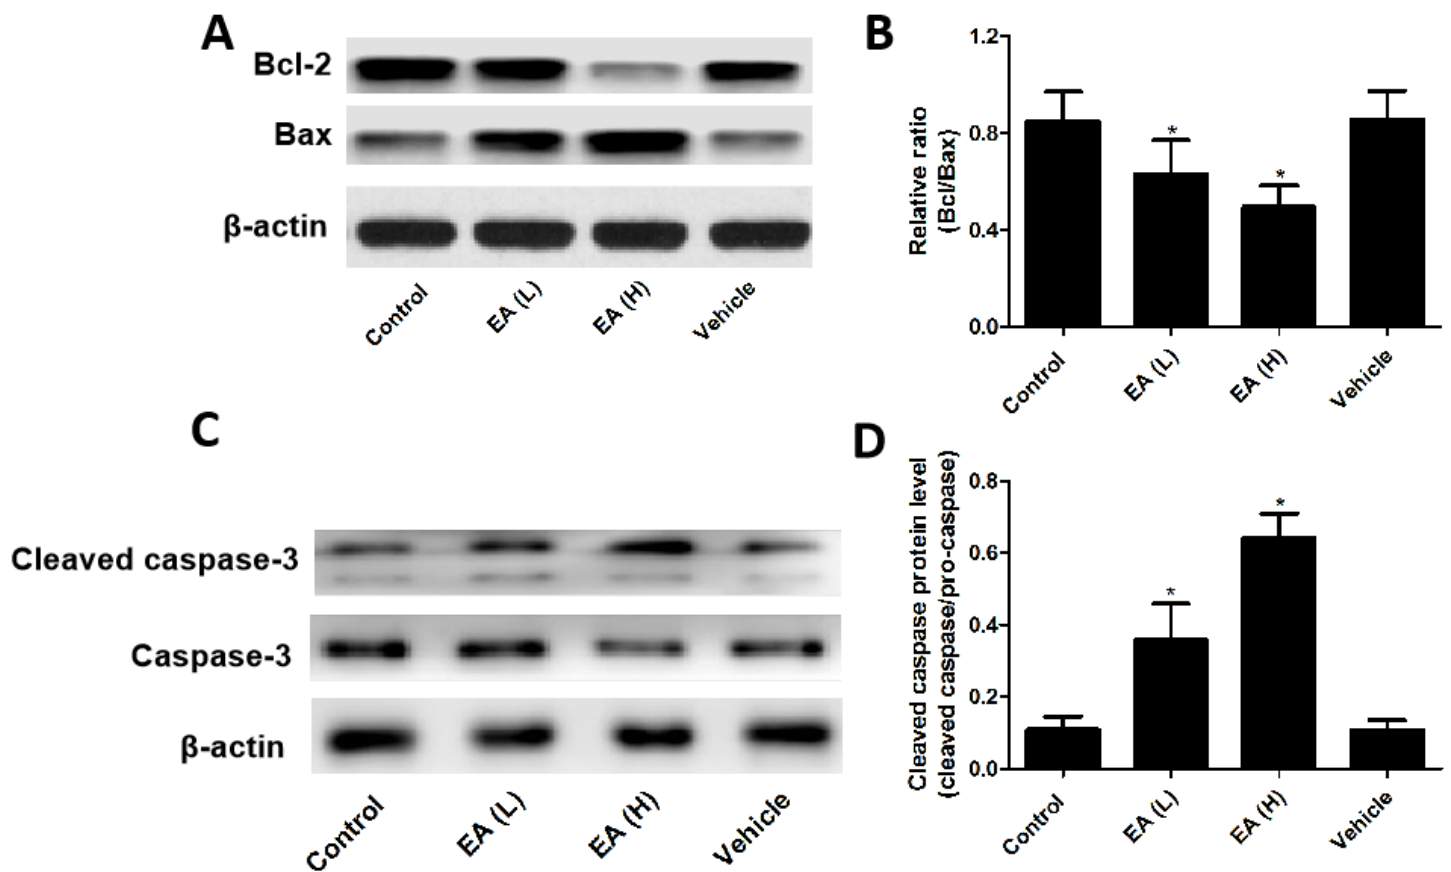 A
Bcl-2
Bax
β-actin
Control
EA (L)
EA (H)
Vehicle
B
Relative ratio
(Bcl/Bax)
1.2
0.8
0.4
0.0
*
*
Control
EA (L)
EA (H)
Vehicle
C
Cleaved caspase-3
Caspase-3
β-actin
Control
EA (L)
EA (H)
Vehicle
D
Cleaved caspase protein level
(cleaved caspase/pro-caspase)
0.8
0.6
0.4
0.2
0.0
*
*
Control
EA (L)
EA (H)
Vehicle